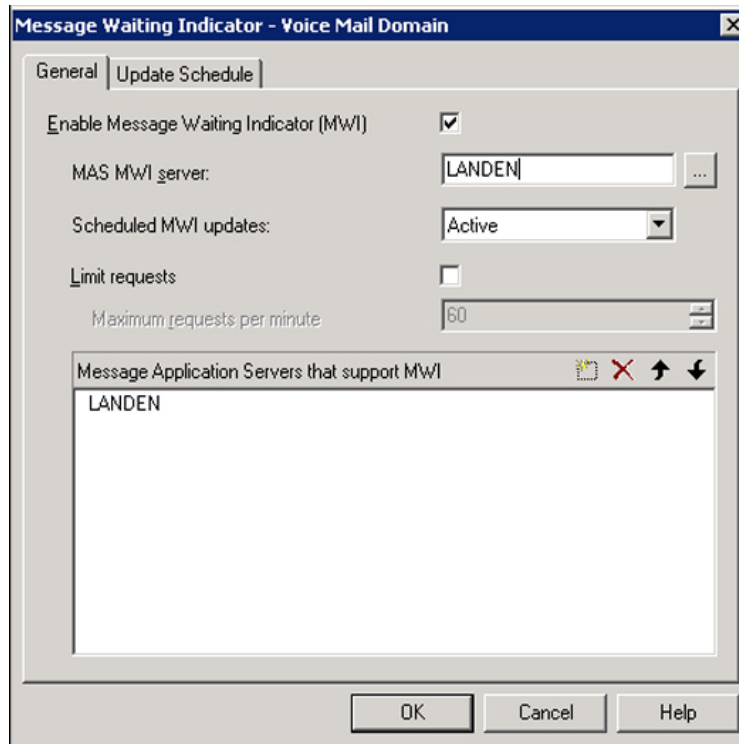 Message Waiting Indicator - Voice Mail Domain
General Update Schedule
Enable Message Waiting Indicator (MWI)
MAS MWI server: LANDEN ...
Scheduled MWI updates: Active
Limit requests
Maximum requests per minute 60
Message Application Servers that support MWI
LANDEN
OK Cancel Help